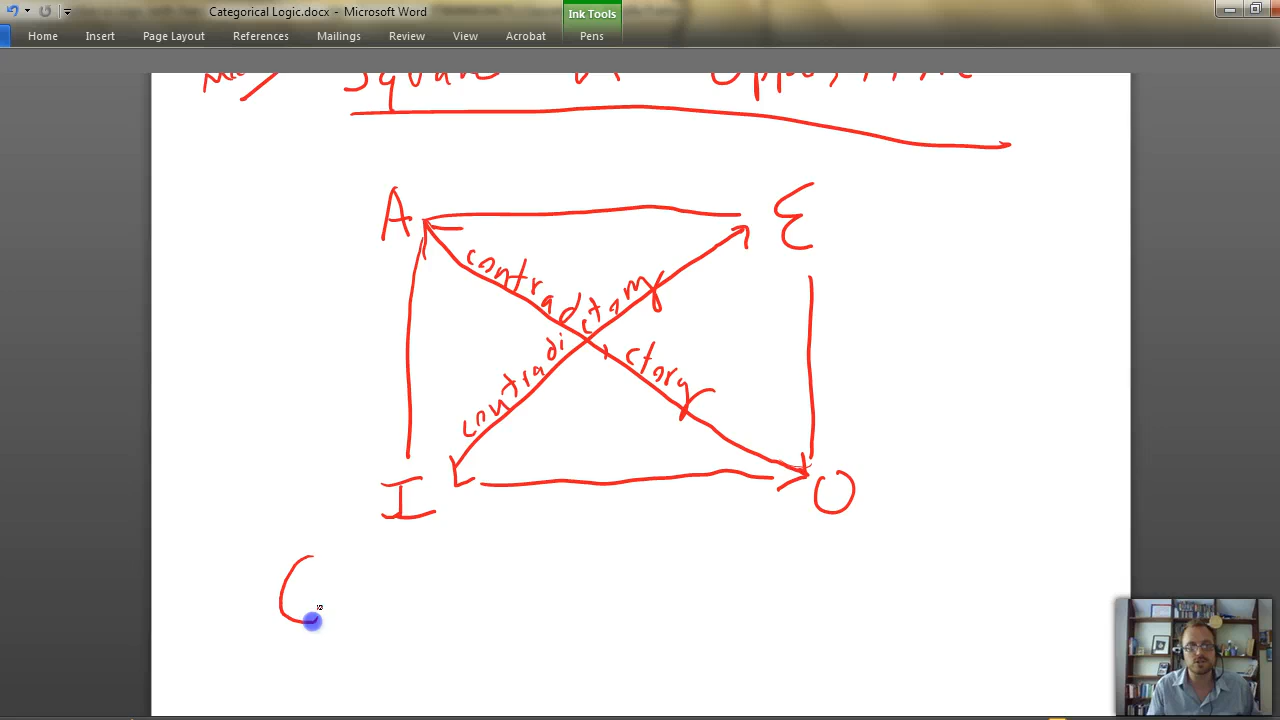 Categorical Logic.docx - Microsoft Word
Ink Tools
Home Insert Page Layout References Mailings Review View Acrobat Pens
Square Opposition
A E
contradictory
contradictory
I O
C